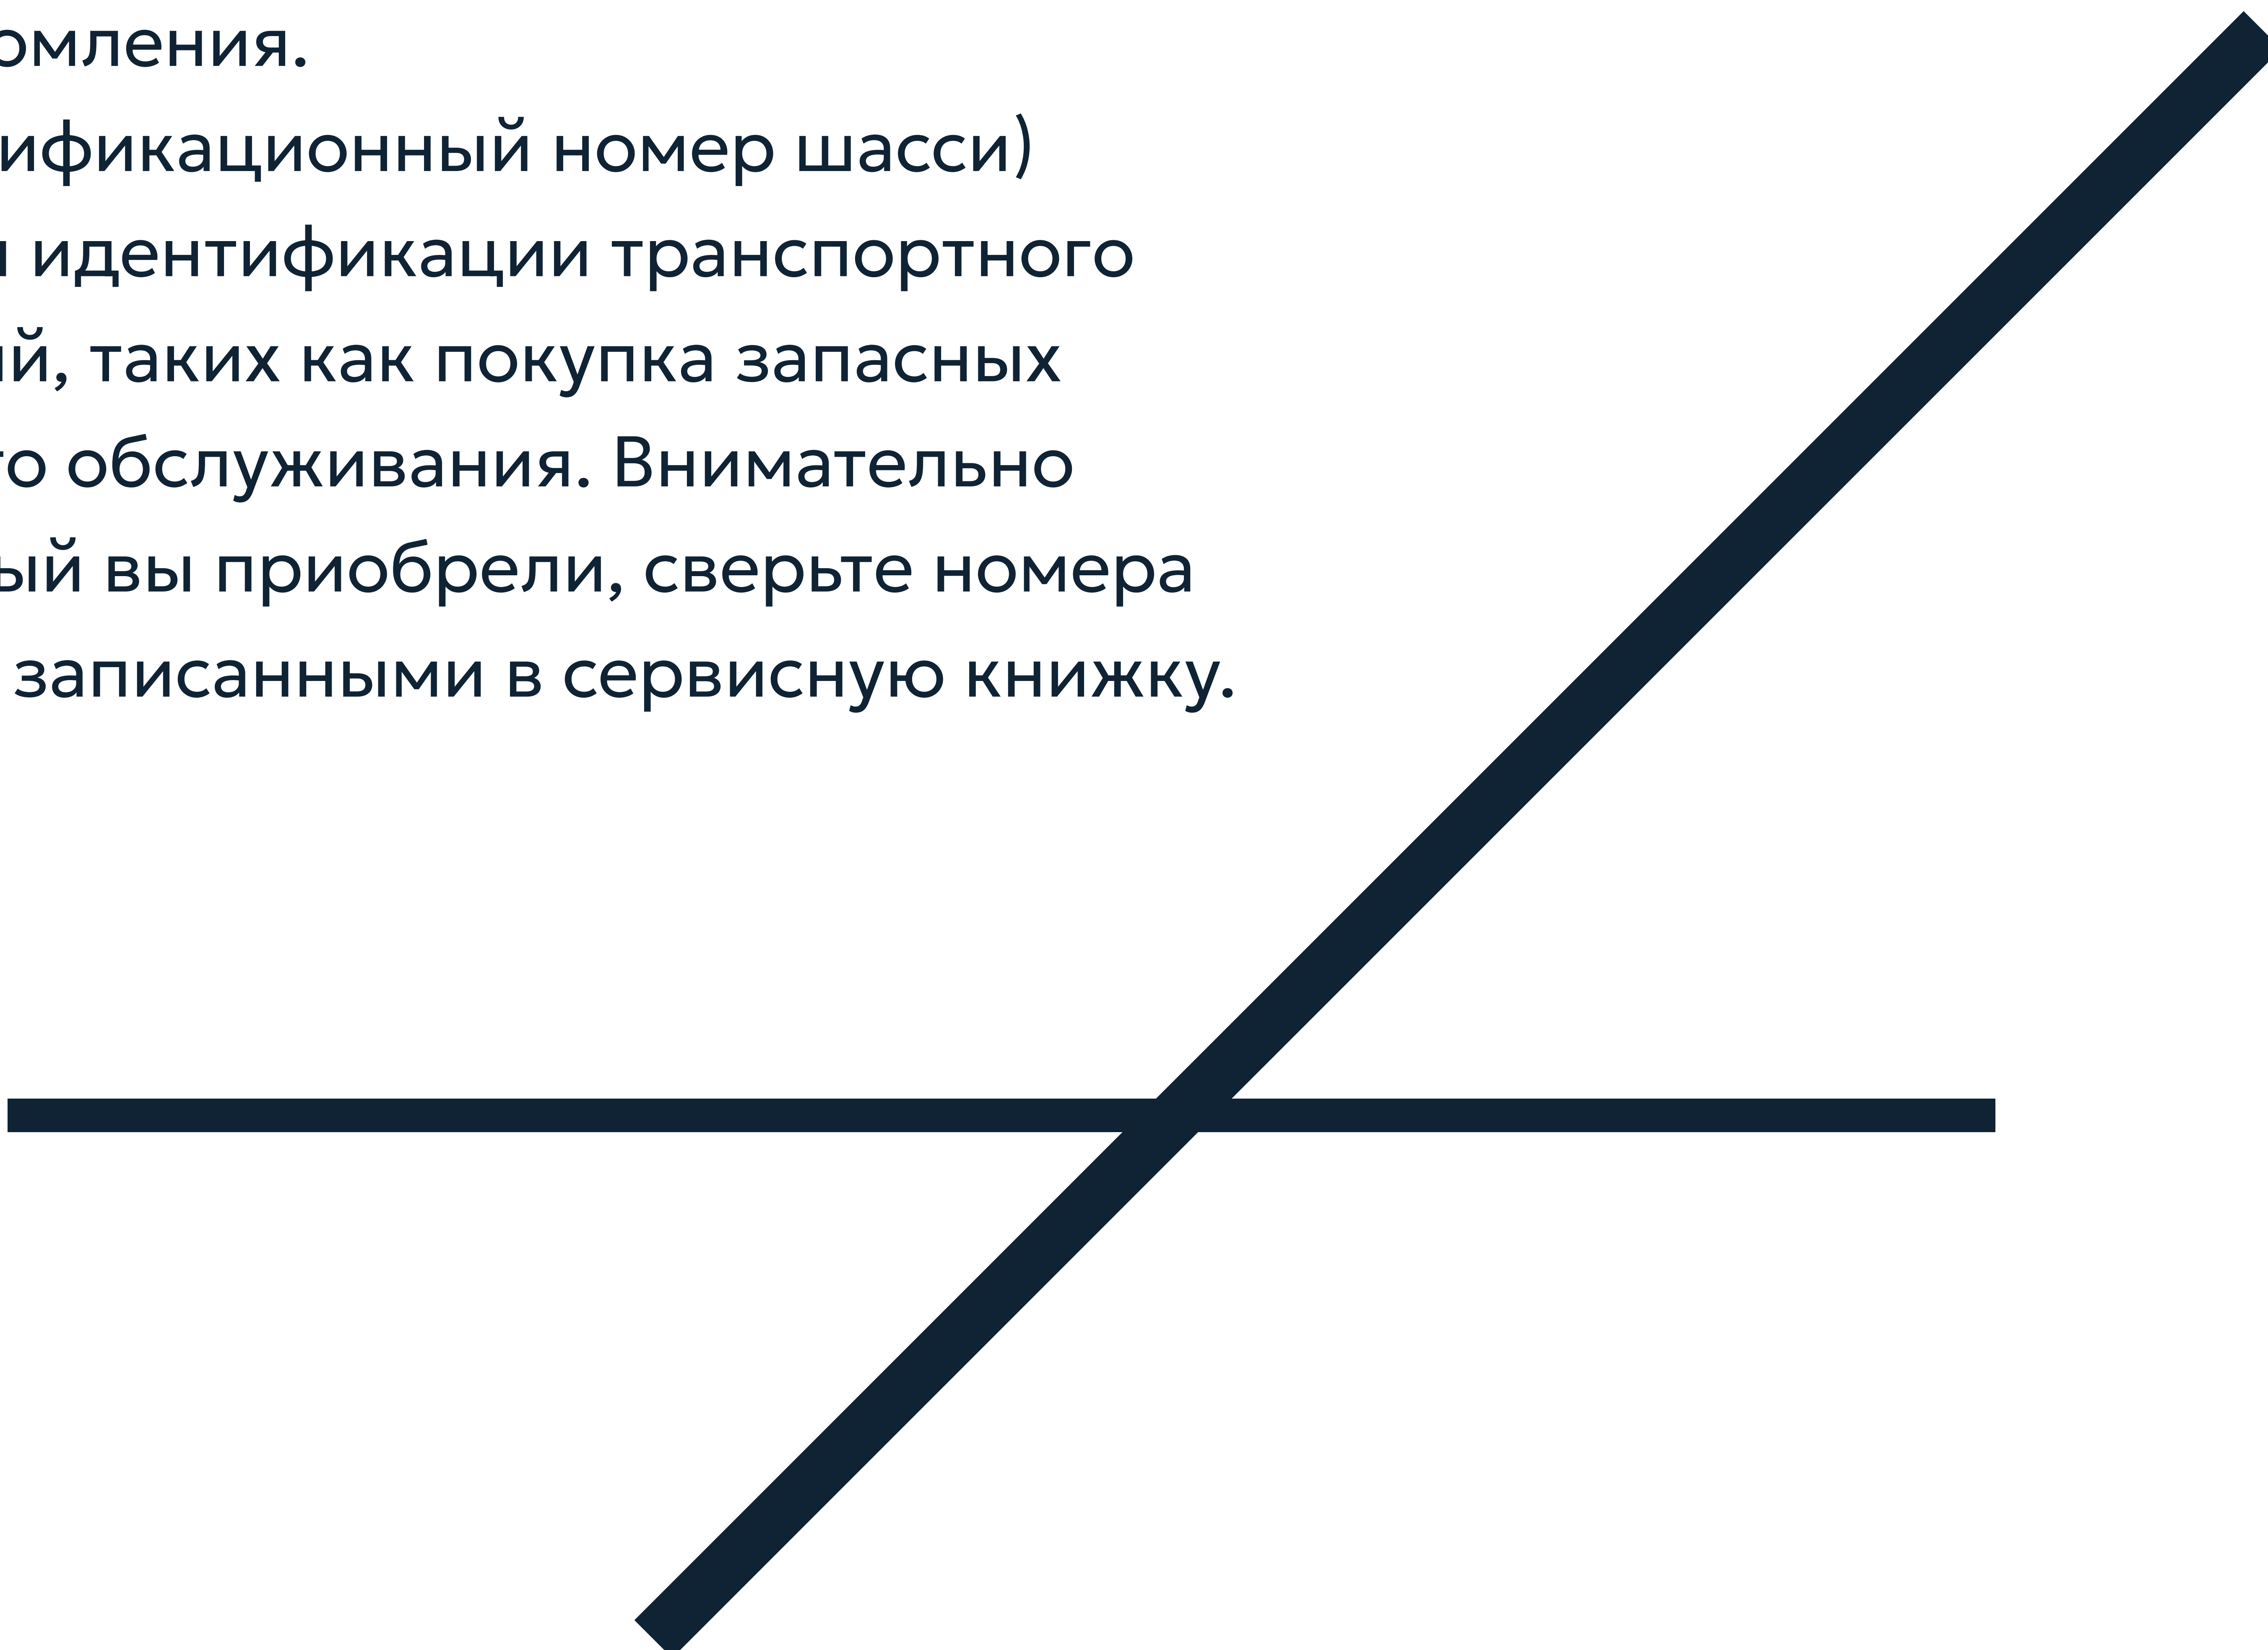 омления.
ификационный номер шасси)
идентификации транспортного
й, таких как покупка запасных
о обслуживания. Внимательно
ый вы приобрели, сверьте номера
записанными в сервисную книжку.